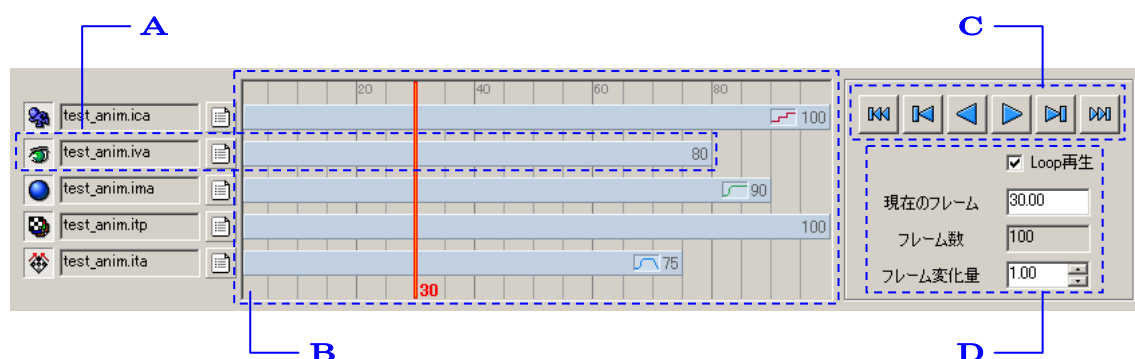 A
C
20 40 60 80
test_anim.ica 100
test_anim.iva 80
test_anim.ima 90
test_anim.itp 100
test_anim.ita 75
30
Loop再生
現在のフレーム 30.00
フレーム数 100
フレーム変化量 1.00
B
D